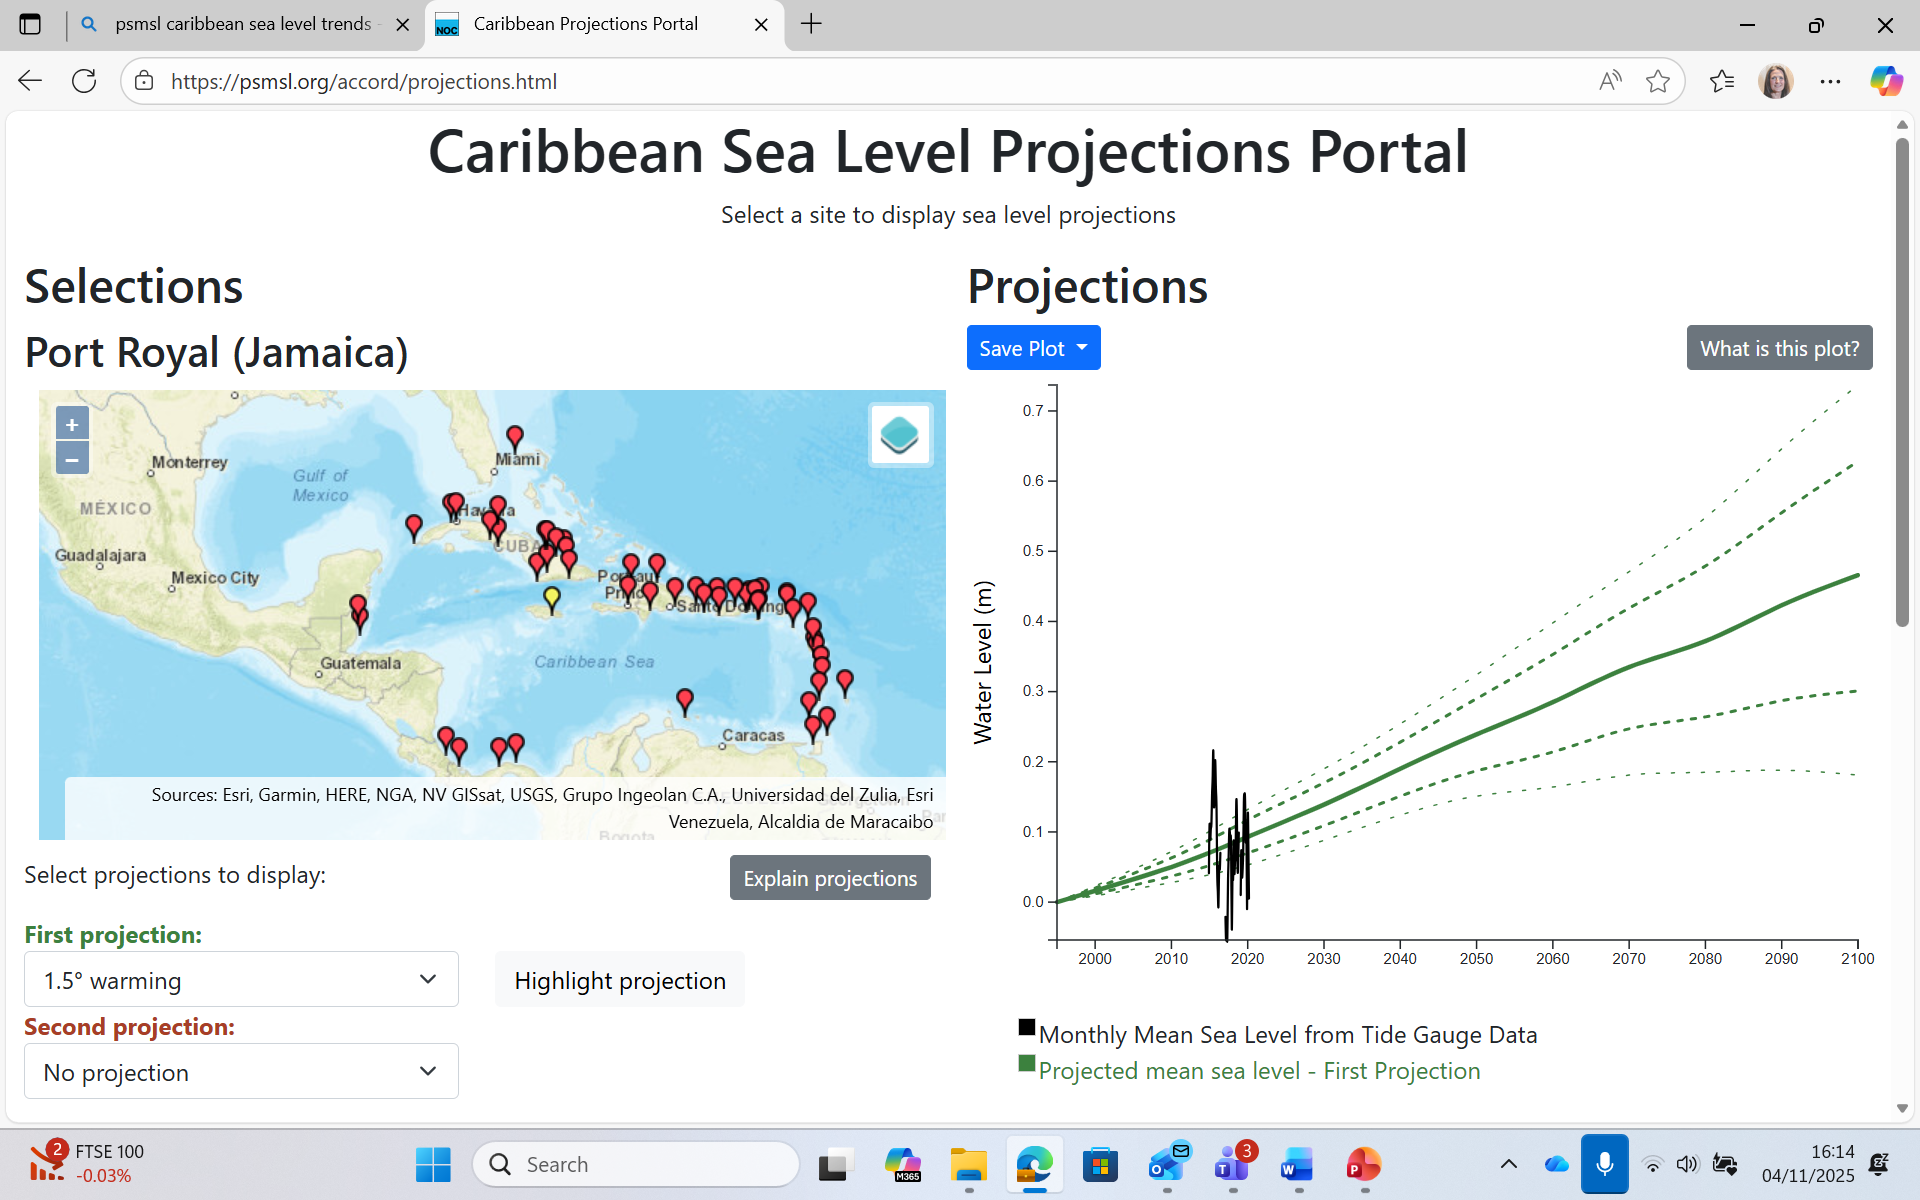 psmsl caribbean sea level trends
Caribbean Projections Portal
NOC
https://psmsl.org/accord/projections.html
Caribbean Sea Level Projections Portal
Select a site to display sea level projections
Selections
Port Royal (Jamaica)
+
−
Monterrey
Gulf of
Mexico
MÉXICO
Guadalajara
Mexico City
Guatemala
Miami
CUBA
Caribbean Sea
Santo Domingo
Caracas
Bogota
Sources: Esri, Garmin, HERE, NGA, NV GISsat, USGS, Grupo Ingeolan C.A., Universidad del Zulia, Esri
Venezuela, Alcaldia de Maracaibo
Select projections to display:
Explain projections
First projection:
1.5° warming
Highlight projection
Second projection:
No projection
Projections
Save Plot
What is this plot?
Water Level (m)
0.7
0.6
0.5
0.4
0.3
0.2
0.1
0.0
2000 2010 2020 2030 2040 2050 2060 2070 2080 2090 2100
Monthly Mean Sea Level from Tide Gauge Data
Projected mean sea level - First Projection
2
FTSE 100
-0.03%
Search
M365
3
16:14
04/11/2025